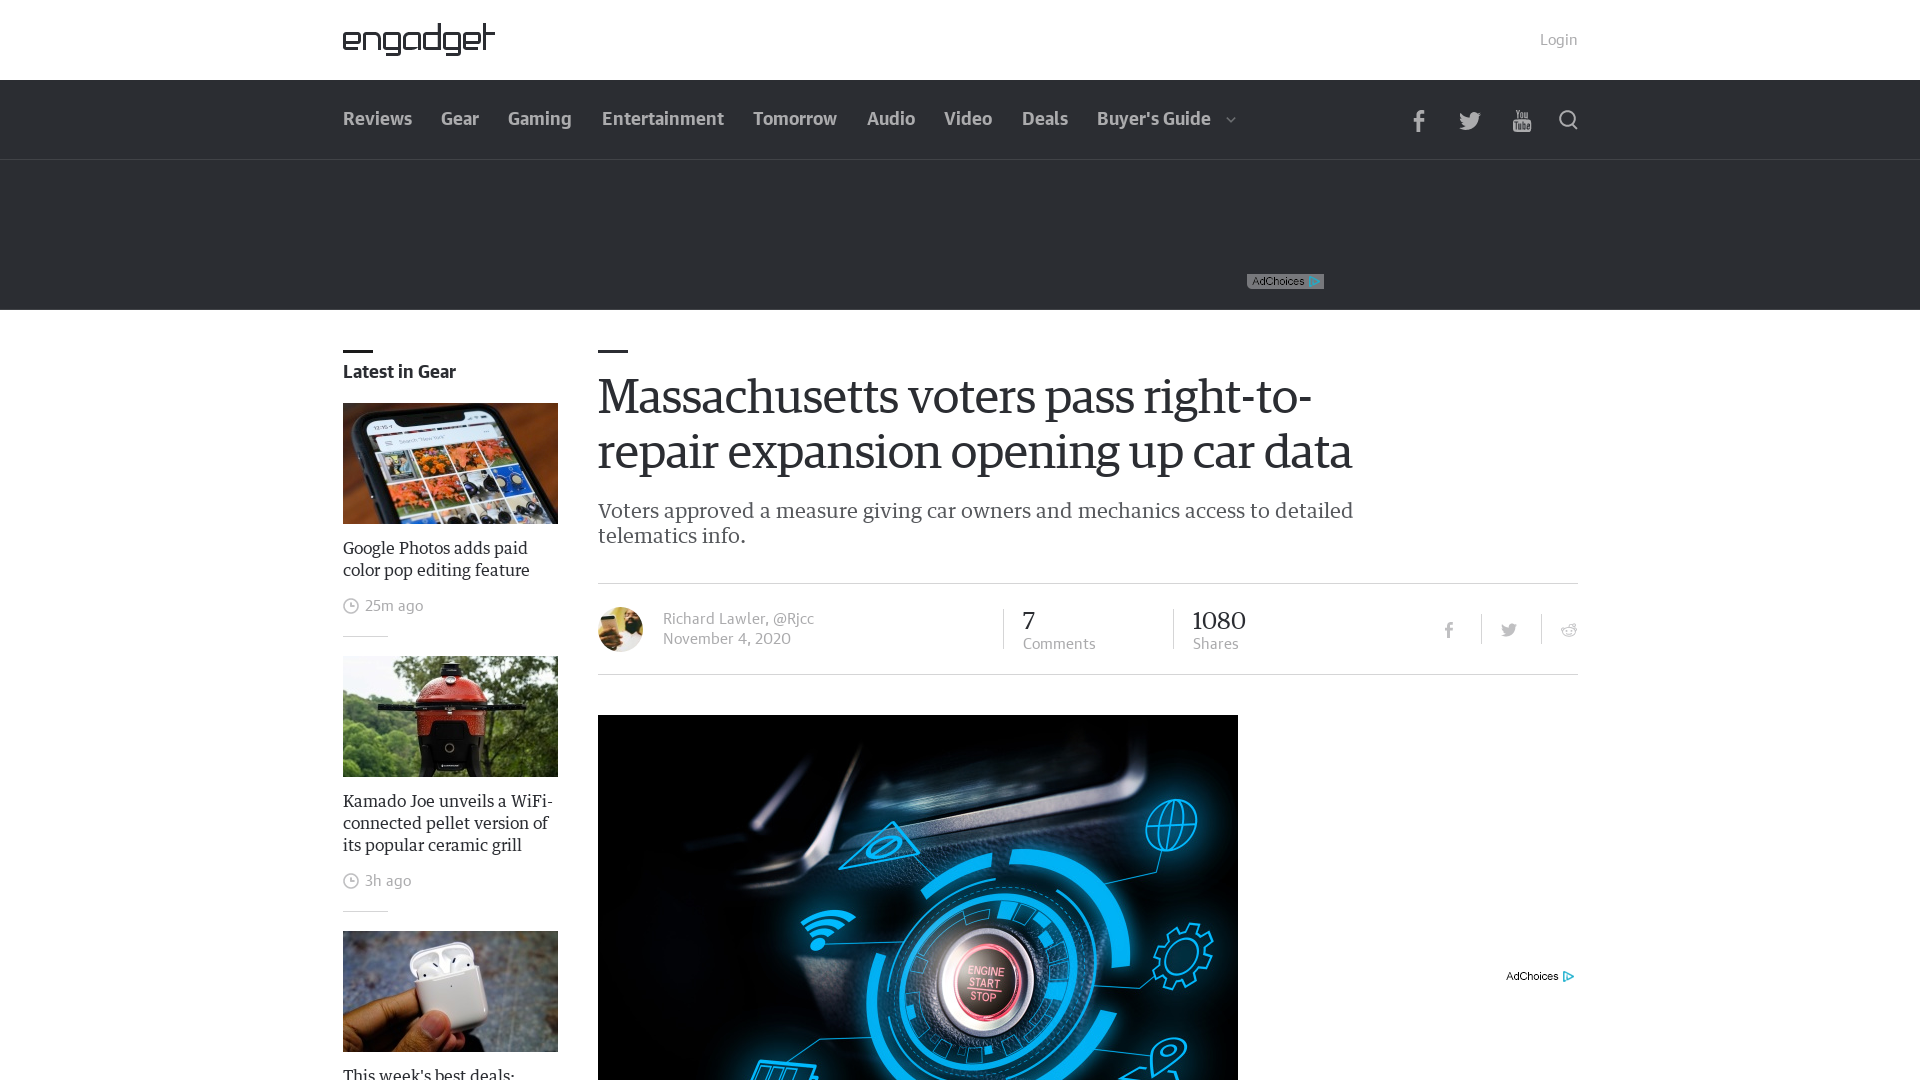 engadget
Login
Reviews Gear Gaming Entertainment Tomorrow Audio Video Deals Buyer's Guide
You
Tube
AdChoices
Latest in Gear
Google Photos adds paid
color pop editing feature
25m ago
Kamado Joe unveils a WiFi-
connected pellet version of
its popular ceramic grill
3h ago
This week's best deals:
Massachusetts voters pass right-to-
repair expansion opening up car data
Voters approved a measure giving car owners and mechanics access to detailed
telematics info.
Richard Lawler, @Rjcc
November 4, 2020
7
Comments
1080
Shares
ENGINE
START
STOP
AdChoices